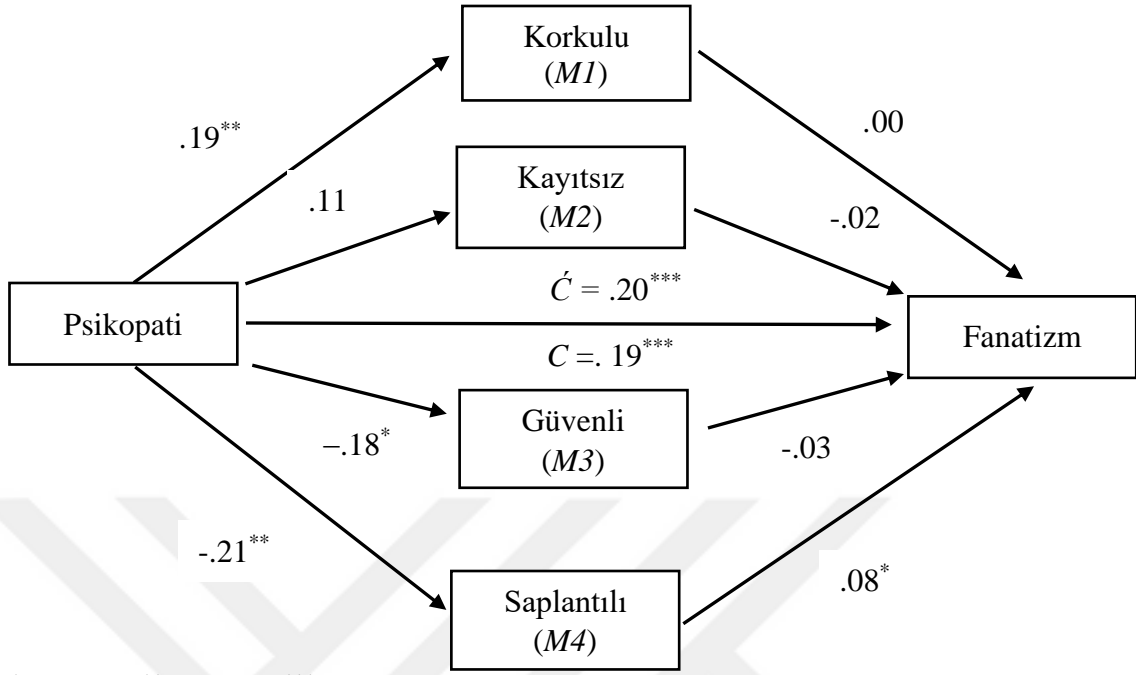 Korkulu
(M1)
.19**
.00
Kayıtsız
(M2)
.11
-.02
Ć = .20***
Psikopati
Fanatizm
C =. 19***
Güvenli
(M3)
−.18*
-.03
-.21**
Saplantılı
(M4)
.08*